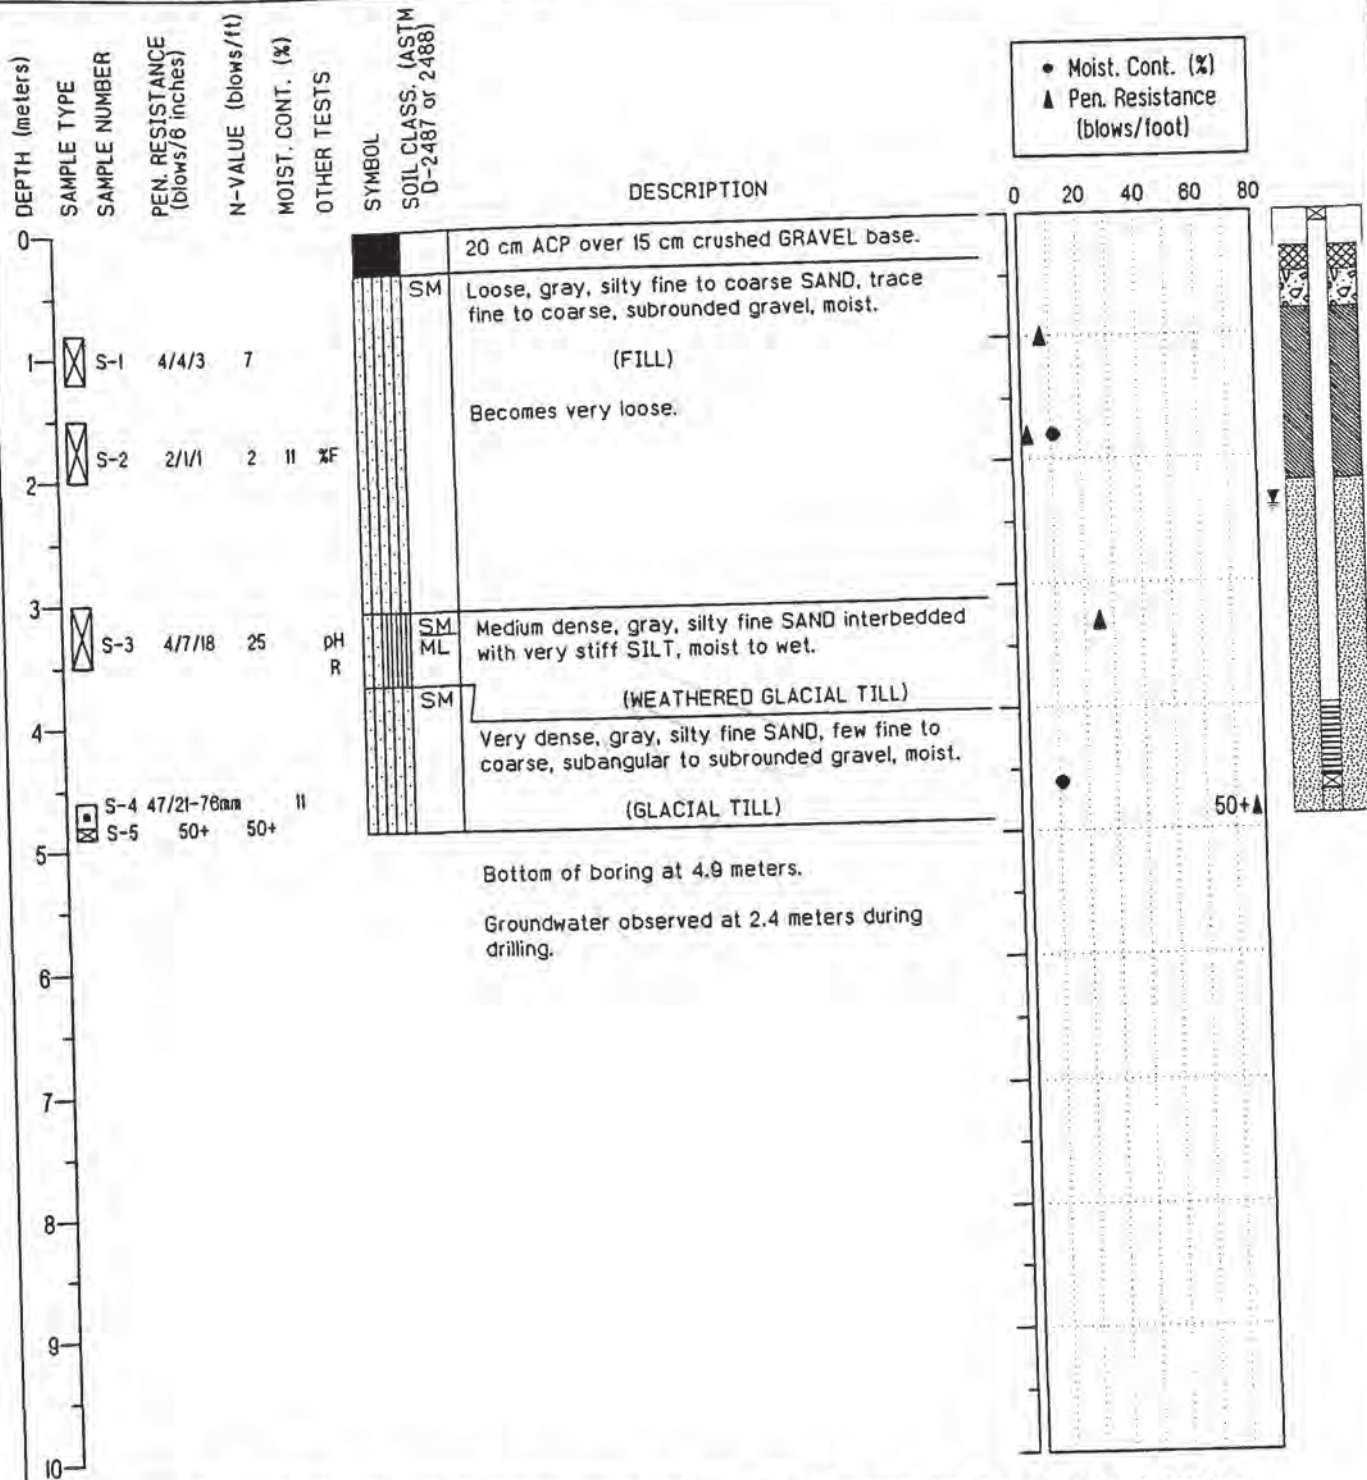 DEPTH (meters)
SAMPLE TYPE
SAMPLE NUMBER
PEN. RESISTANCE
(blows/6 inches)
N-VALUE (blows/ft)
MOIST. CONT. (%)
OTHER TESTS
SYMBOL
SOIL CLASS. (ASTM
D-2487 or 2488)
DESCRIPTION
● Moist. Cont. (%)
▲ Pen. Resistance
(blows/foot)
0 20 40 60 80
0
20 cm ACP over 15 cm crushed GRAVEL base.
SM Loose, gray, silty fine to coarse SAND, trace
fine to coarse, subrounded gravel, moist.
1 S-1 4/4/3 7
(FILL)
Becomes very loose.
S-2 2/1/1 2 11 %F
2
3
SM
ML
Medium dense, gray, silty fine SAND interbedded
with very stiff SILT, moist to wet.
S-3 4/7/18 25 pH
R
SM
(WEATHERED GLACIAL TILL)
4
Very dense, gray, silty fine SAND, few fine to
coarse, subangular to subrounded gravel, moist.
S-4 47/21-76mm 11
(GLACIAL TILL)
50+
S-5 50+ 50+
5
Bottom of boring at 4.9 meters.
Groundwater observed at 2.4 meters during
drilling.
6
7
8
9
10